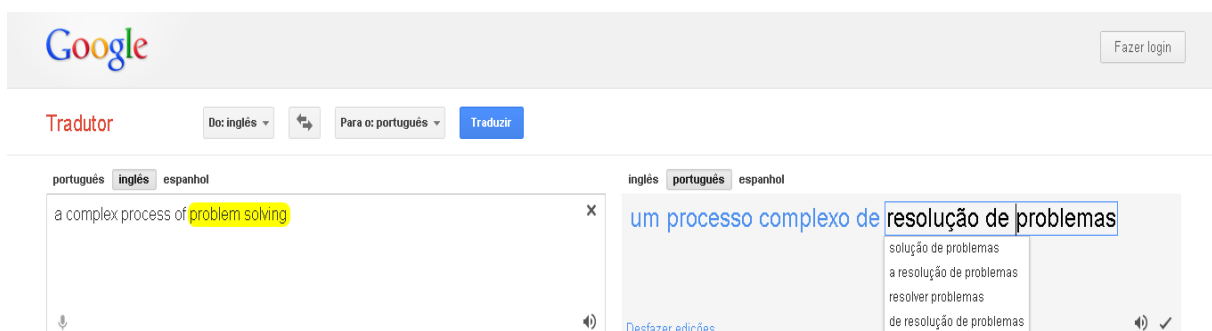 Google
Fazer login
Tradutor
Do: inglês
Para o: português
Traduzir
português inglês espanhol
a complex process of problem solving
inglês português espanhol
um processo complexo de resolução de problemas
solução de problemas
a resolução de problemas
resolver problemas
de resolução de problemas
Desfazer edições